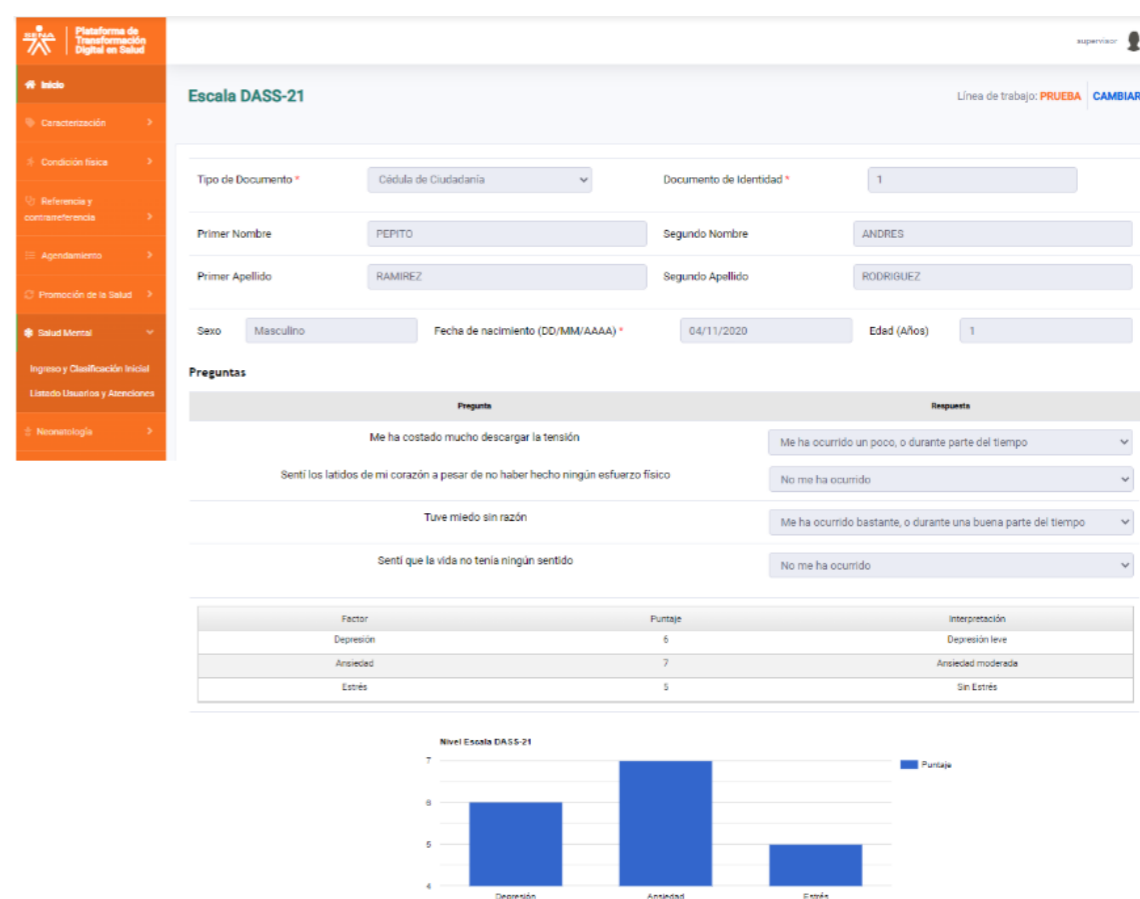 SENA
Plataforma de
Transformación
Digital en Salud
supervisor
Inicio
Caracterización
Condición física
Referencia y
contrarreferencia
Agendamiento
Promoción de la Salud
Salud Mental
Ingreso y Clasificación Inicial
Listado Usuarios y Atenciones
Neonatología
Escala DASS-21
Línea de trabajo: PRUEBA CAMBIAR
Tipo de Documento * Cédula de Ciudadanía Documento de Identidad * 1
Primer Nombre PEPITO Segundo Nombre ANDRES
Primer Apellido RAMIREZ Segundo Apellido RODRIGUEZ
Sexo Masculino Fecha de nacimiento (DD/MM/AAAA) * 04/11/2020 Edad (Años) 1
Preguntas
Pregunta Respuesta
Me ha costado mucho descargar la tensión Me ha ocurrido un poco, o durante parte del tiempo
Sentí los latidos de mi corazón a pesar de no haber hecho ningún esfuerzo físico No me ha ocurrido
Tuve miedo sin razón Me ha ocurrido bastante, o durante una buena parte del tiempo
Sentí que la vida no tenía ningún sentido No me ha ocurrido
Factor Puntaje Interpretación
Depresión 6 Depresión leve
Ansiedad 7 Ansiedad moderada
Estrés 5 Sin Estrés
Nivel Escala DASS-21
7
6
5
4
Puntaje
Depresión Ansiedad Estrés